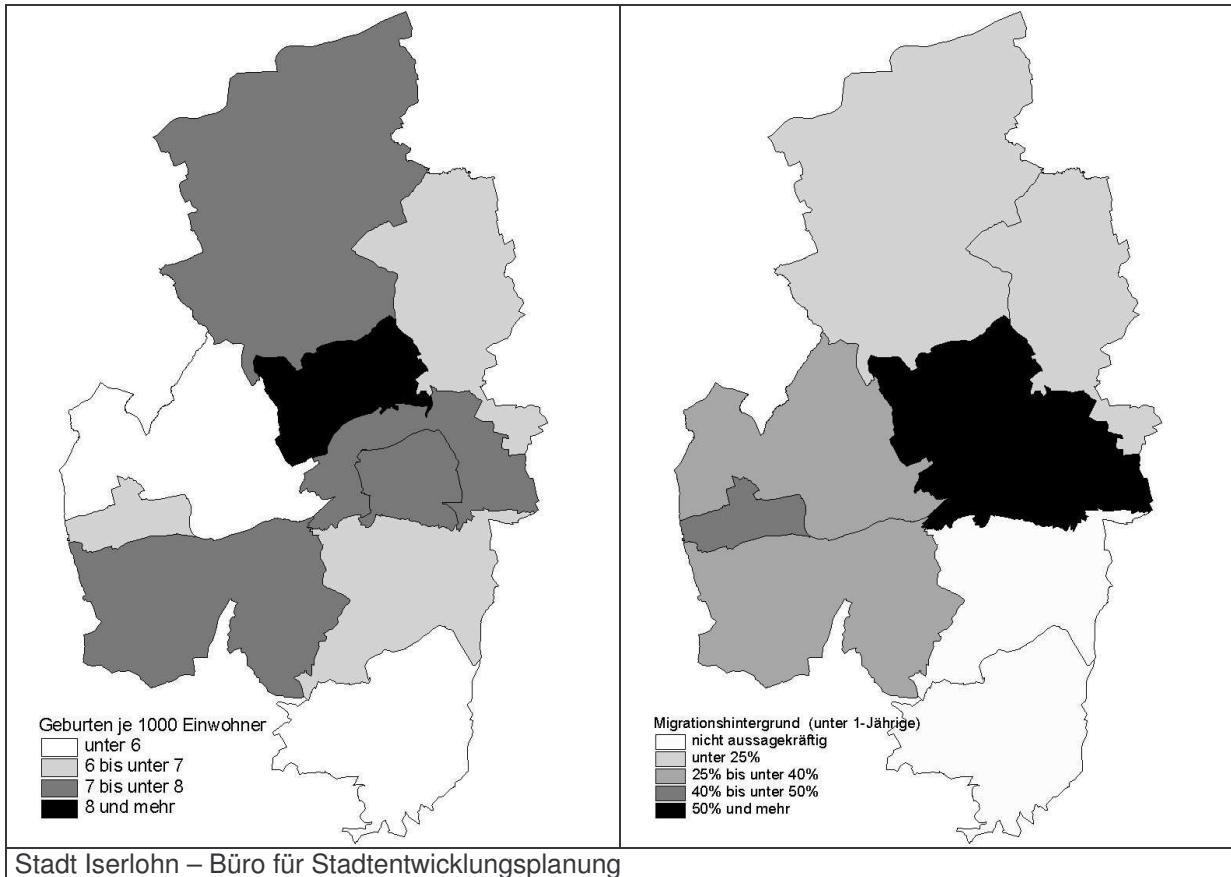 Geburten je 1000 Einwohner
unter 6
6 bis unter 7
7 bis unter 8
8 und mehr
Migrationshintergrund (unter 1-Jährige)
nicht aussagekräftig
unter 25%
25% bis unter 40%
40% bis unter 50%
50% und mehr
Stadt Iserlohn – Büro für Stadtentwicklungsplanung